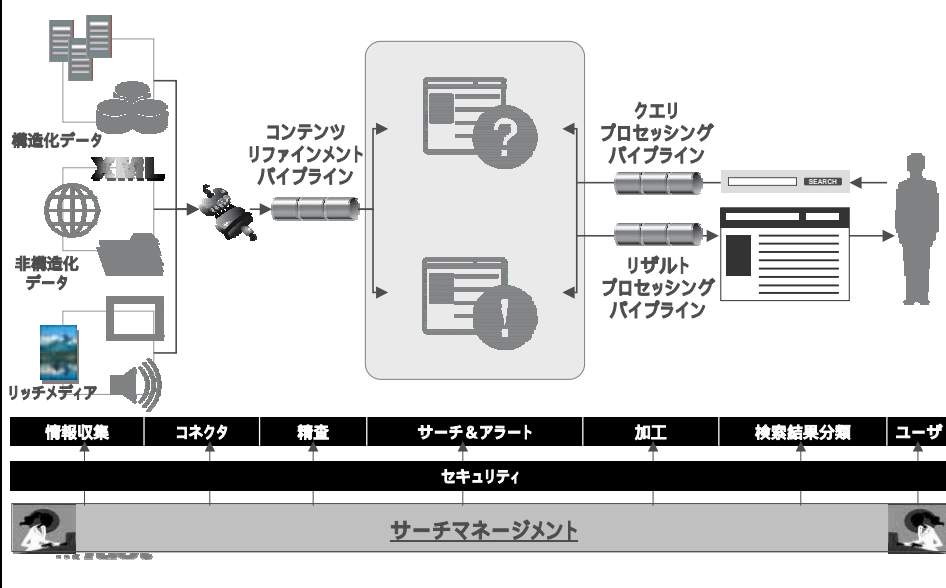 構造化データ
XML
非構造化
データ
リッチメディア
コンテンツ
リファインメント
パイプライン
?
!
クエリ
プロセッシング
パイプライン
SEARCH
リザルト
プロセッシング
パイプライン
情報収集
コネクタ
精査
サーチ&アラート
加工
検索結果分類
ユーザ
セキュリティ
サーチマネージメント